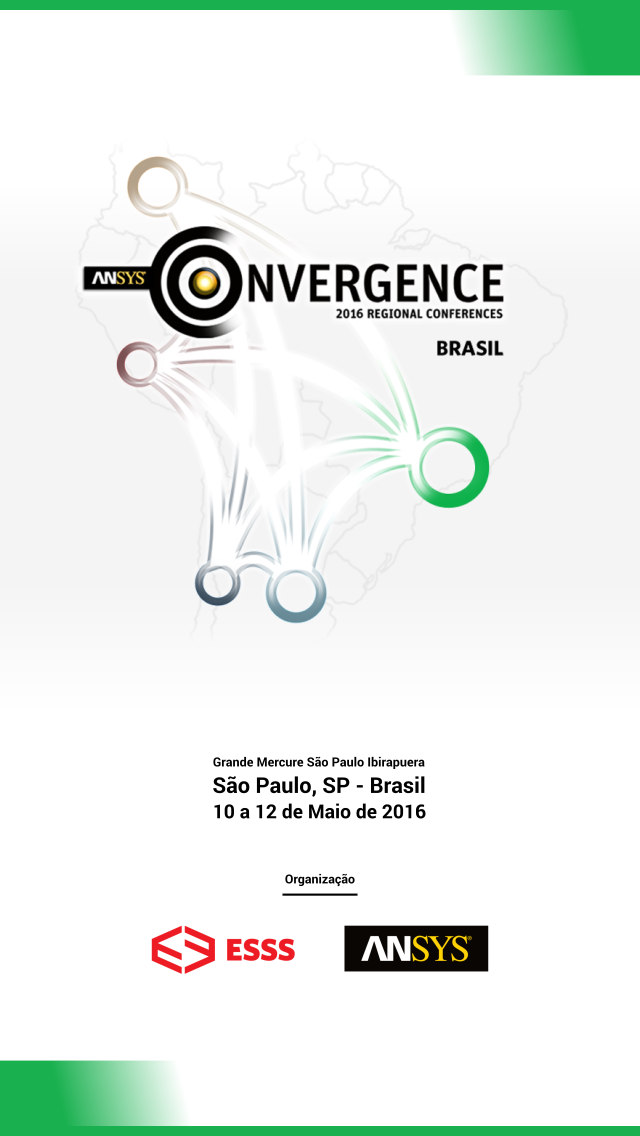 ANSYS CONVERGENCE
2016 REGIONAL CONFERENCES
BRASIL
Grande Mercure São Paulo Ibirapuera
São Paulo, SP - Brasil
10 a 12 de Maio de 2016
Organização
ESSS ANSYS®